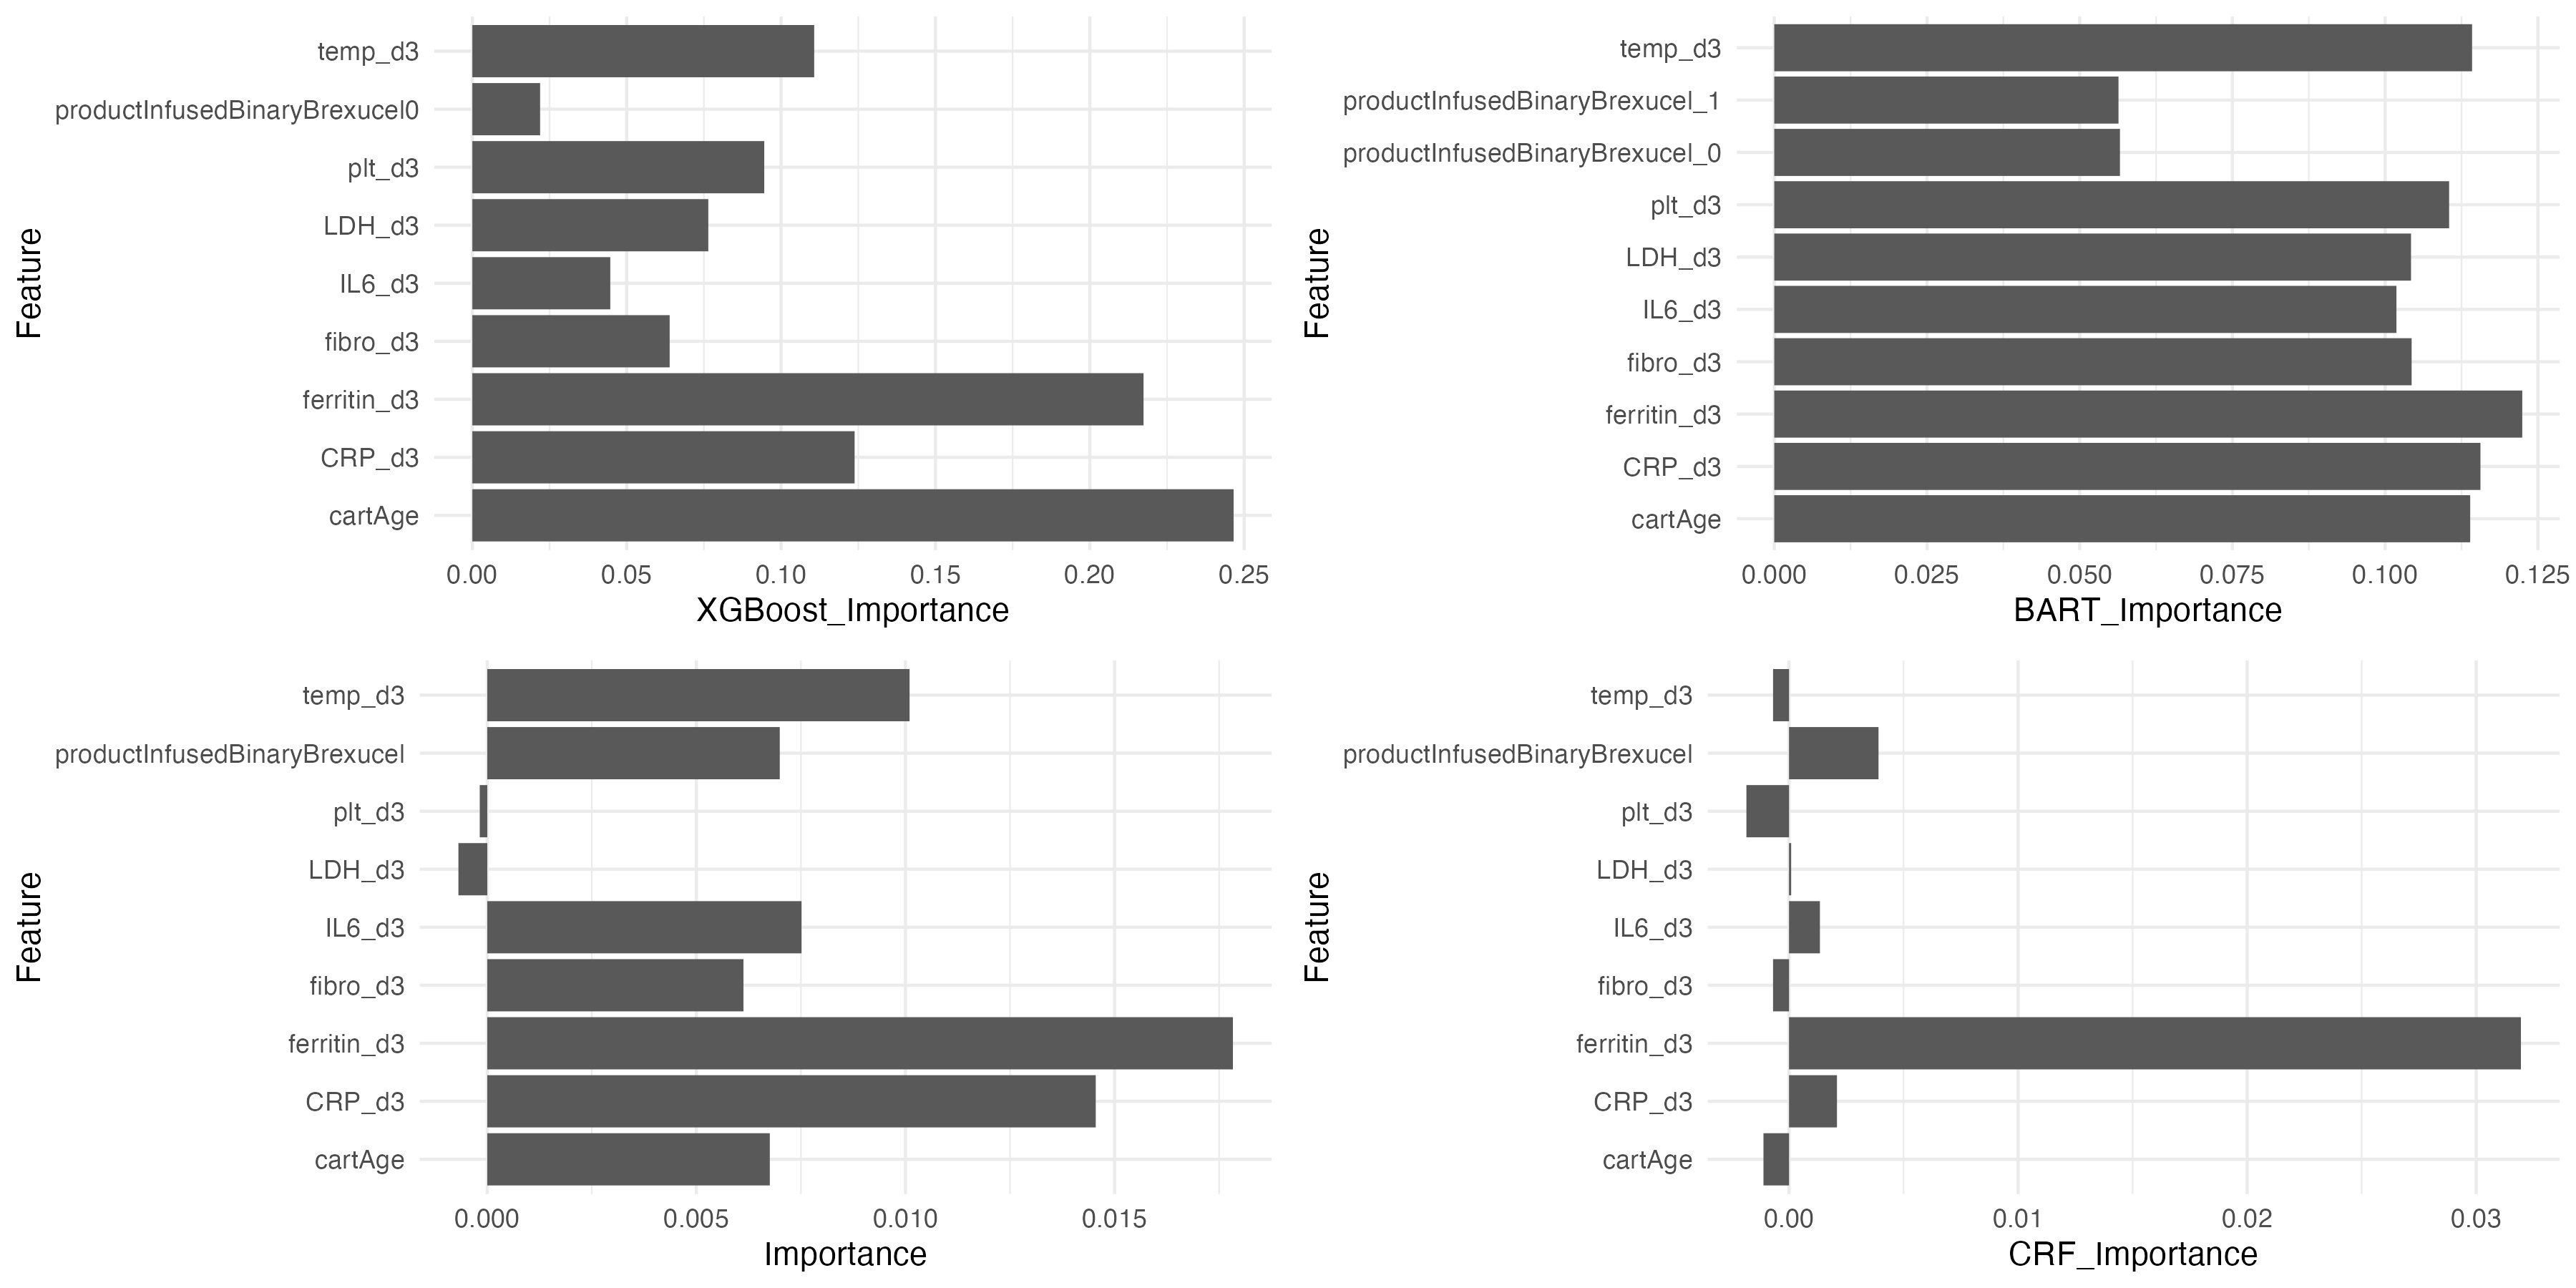 Feature
temp_d3
productInfusedBinaryBrexucel0
plt_d3
LDH_d3
IL6_d3
fibro_d3
ferritin_d3
CRP_d3
cartAge
0.00 0.05 0.10 0.15 0.20 0.25
XGBoost_Importance
Feature
temp_d3
productInfusedBinaryBrexucel_1
productInfusedBinaryBrexucel_0
plt_d3
LDH_d3
IL6_d3
fibro_d3
ferritin_d3
CRP_d3
cartAge
0.000 0.025 0.050 0.075 0.100 0.125
BART_Importance
Feature
temp_d3
productInfusedBinaryBrexucel
plt_d3
LDH_d3
IL6_d3
fibro_d3
ferritin_d3
CRP_d3
cartAge
0.000 0.005 0.010 0.015
Importance
Feature
temp_d3
productInfusedBinaryBrexucel
plt_d3
LDH_d3
IL6_d3
fibro_d3
ferritin_d3
CRP_d3
cartAge
0.00 0.01 0.02 0.03
CRF_Importance